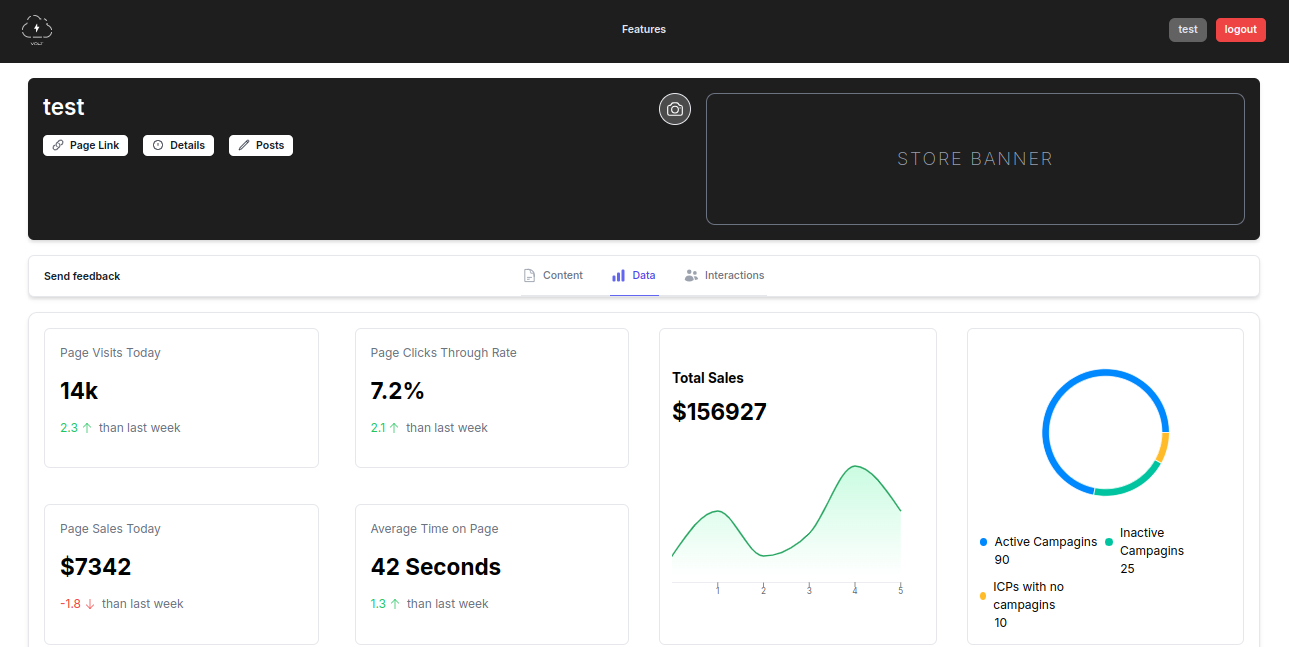 VOLT
Features
test
logout
test
Page Link
Details
Posts
STORE BANNER
Send feedback
Content
Data
Interactions
Page Visits Today
14k
2.3 ↑ than last week
Page Clicks Through Rate
7.2%
2.1 ↑ than last week
Page Sales Today
$7342
-1.8 ↓ than last week
Average Time on Page
42 Seconds
1.3 ↑ than last week
Total Sales
$156927
1 2 3 4 5
Active Campagins
90
Inactive
Campagins
25
ICPs with no
campagins
10